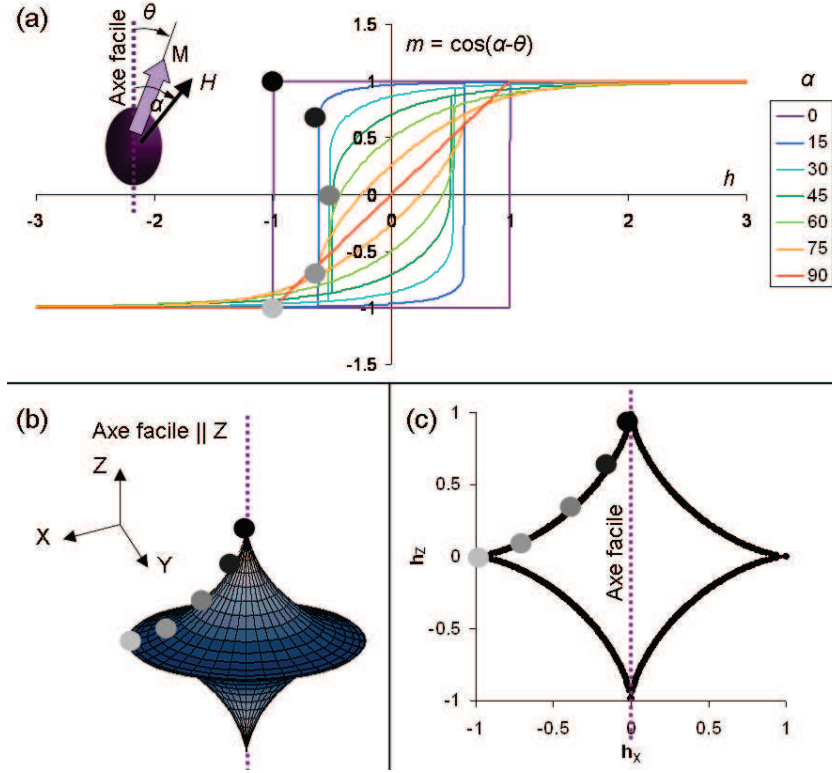 (a)
θ
Axe facile
M
H
α
m = cos(α-θ)
1.5
1
0.5
0
-0.5
-1
-1.5
-3
-2
-1
0
1
2
3
h
α
0
15
30
45
60
75
90
(b)
Axe facile || Z
Z
X
Y
(c)
1
0.5
0
-0.5
-1
hZ
Axe facile
-1
-0.5
0
0.5
1
hX